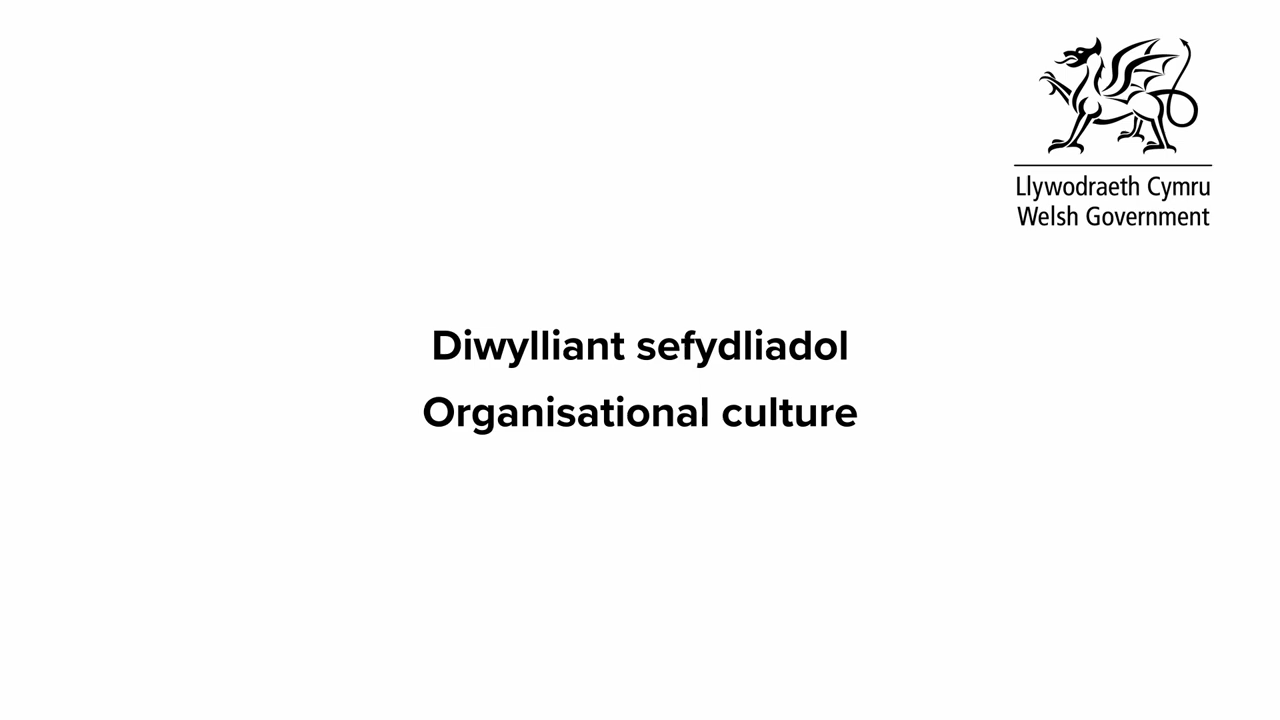 Llywodraeth Cymru
Welsh Government
Diwylliant sefydliadol
Organisational culture